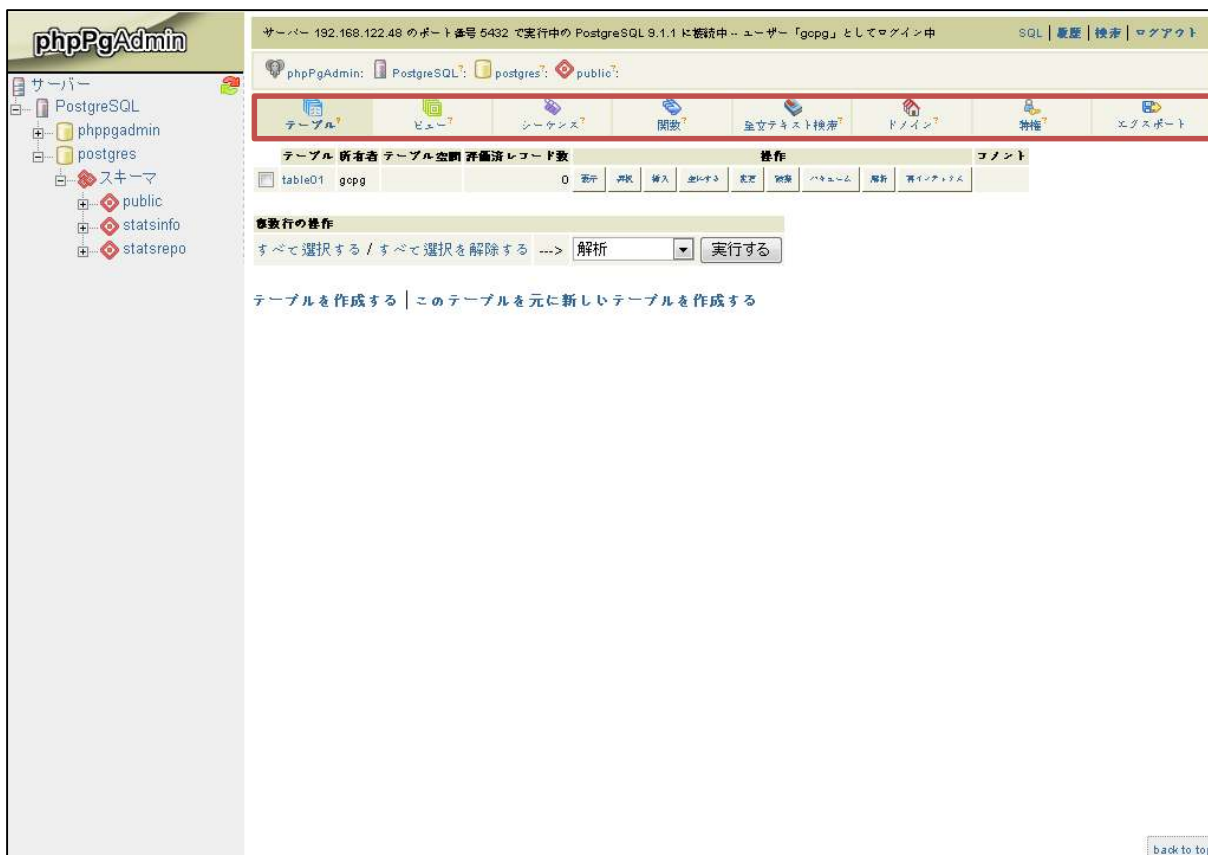 phpPgAdmin
サーバー 192.168.122.48 のポート番号 5432 で実行中の PostgreSQL 9.1.1 に接続中 -- ユーザー「gopg」としてログイン中
SQL | 履歴 | 検索 | ログアウト
phpPgAdmin: PostgreSQL?: postgres?: public?:
サーバー
PostgreSQL
phppgadmin
postgres
スキーマ
public
statsinfo
statsrepo
テーブル? ビュー? シーケンス? 関数? 全文テキスト検索? ドメイン? 特権? エクスポート
テーブル 所有者 テーブル空間 評価済レコード数 操作 コメント
table01 gopg 0 表示 選択 挿入 空にする 変更 破棄 バキューム 解析 再インデックス
複数行の操作
すべて選択する / すべて選択を解除する ---> 解析 実行する
テーブルを作成する | このテーブルを元に新しいテーブルを作成する
back to top